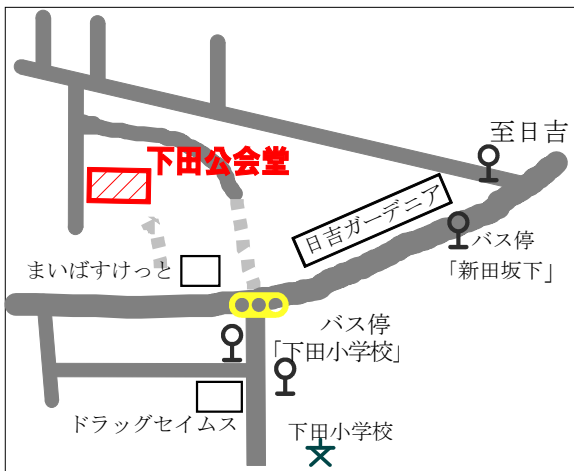 至日吉
下田公会堂
日吉ガーデニア
バス停
「新田坂下」
まいばすけっと
バス停
「下田小学校」
ドラッグセイムス
下田小学校